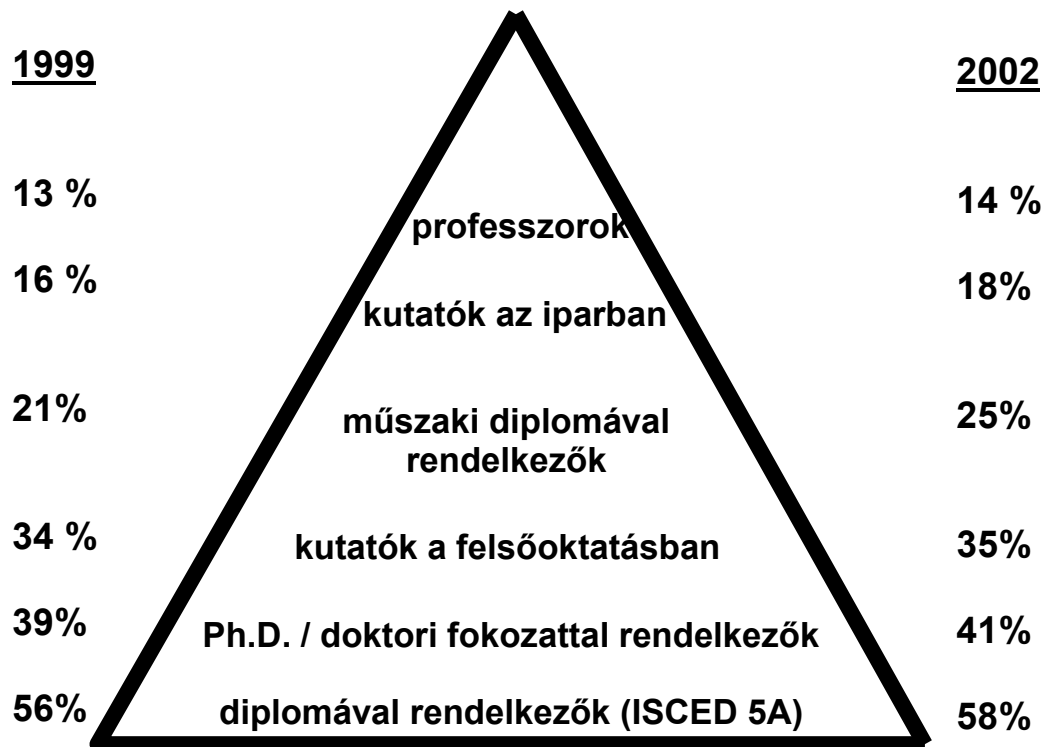 1999
2002
13 %
professzorok
14 %
16 %
kutatók az iparban
18%
21%
műszaki diplomával
rendelkezők
25%
34 %
kutatók a felsőoktatásban
35%
39%
Ph.D. / doktori fokozattal rendelkezők
41%
56%
diplomával rendelkezők (ISCED 5A)
58%